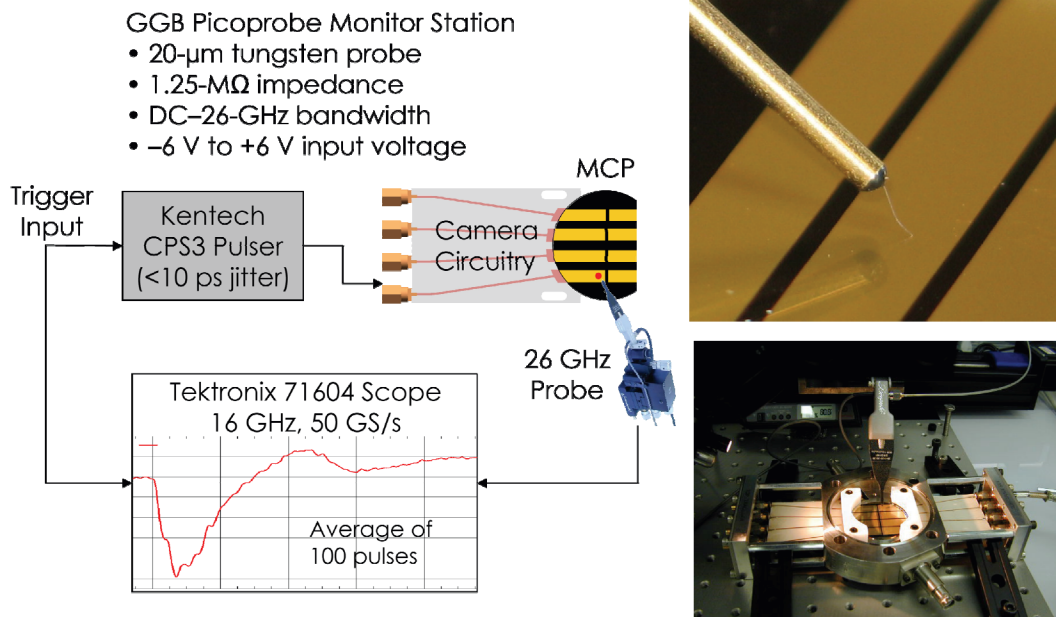 GGB Picoprobe Monitor Station
• 20-µm tungsten probe
• 1.25-MΩ impedance
• DC–26-GHz bandwidth
• –6 V to +6 V input voltage
Trigger
Input
Kentech
CPS3 Pulser
(<10 ps jitter)
MCP
Camera
Circuitry
26 GHz
Probe
Tektronix 71604 Scope
16 GHz, 50 GS/s
Average of
100 pulses